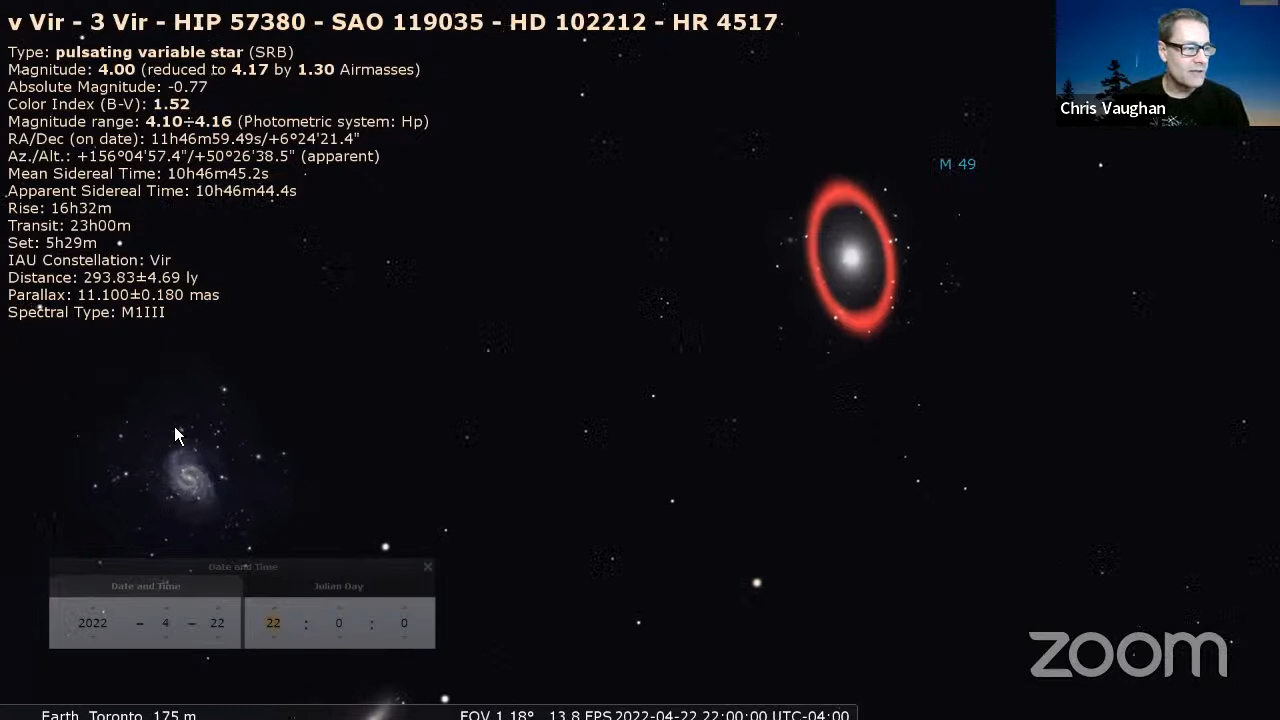 v Vir - 3 Vir - HIP 57380 - SAO 119035 - HD 102212 - HR 4517
Type: pulsating variable star (SRB)
Magnitude: 4.00 (reduced to 4.17 by 1.30 Airmasses)
Absolute Magnitude: -0.77
Color Index (B-V): 1.52
Magnitude range: 4.10÷4.16 (Photometric system: Hp)
RA/Dec (on date): 11h46m59.49s/+6°24'21.4"
Az./Alt.: +156°04'57.4"/+50°26'38.5" (apparent)
Mean Sidereal Time: 10h46m45.2s
Apparent Sidereal Time: 10h46m44.4s
Rise: 16h32m
Transit: 23h00m
Set: 5h29m
IAU Constellation: Vir
Distance: 293.83±4.69 ly
Parallax: 11.100±0.180 mas
Spectral Type: M1III
Chris Vaughan
M 49
Date and Time
Date and Time Julian Day
2022 - 4 - 22 22 : 0 : 0
zoom
Earth, Toronto, 175 m FOV 1.18° 13.8 FPS 2022-04-22 22:00:00 UTC-04:00